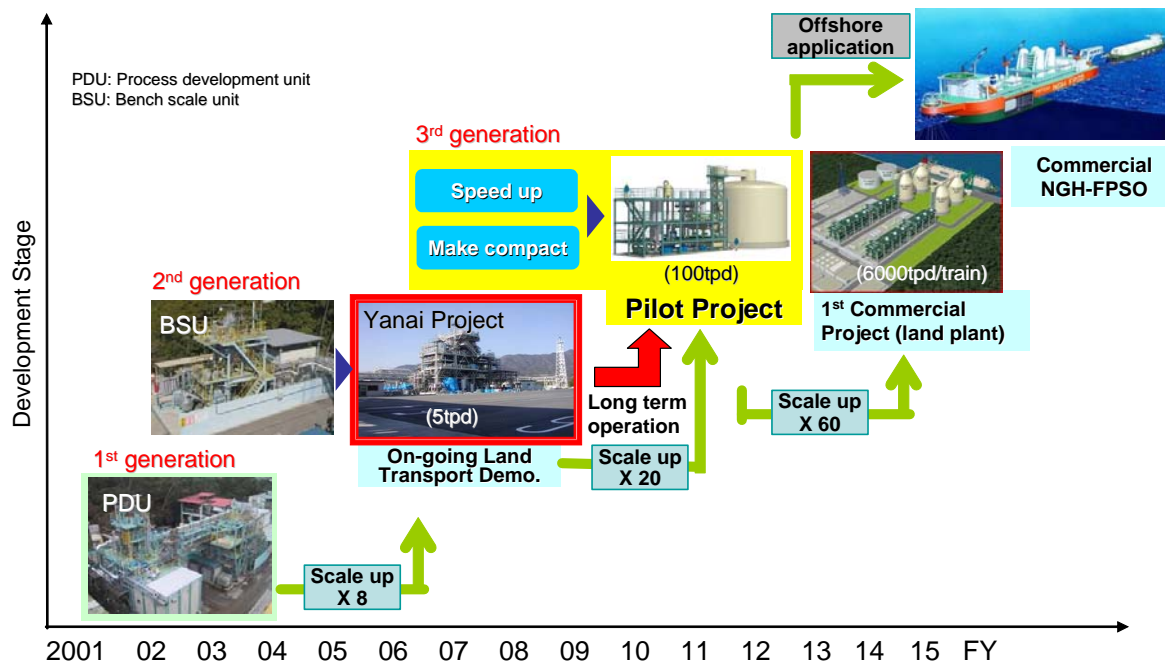 Offshore
application
PDU: Process development unit
BSU: Bench scale unit
NGH FPSO
3rd generation
Speed up
Make compact
(100tpd)
Pilot Project
(6000tpd/train)
Commercial
NGH-FPSO
1st Commercial
Project (land plant)
2nd generation
BSU
Yanai Project
(5tpd)
Long term
operation
On-going Land
Transport Demo.
Scale up
X 20
Scale up
X 60
1st generation
PDU
Scale up
X 8
Development Stage
2001 02 03 04 05 06 07 08 09 10 11 12 13 14 15 FY